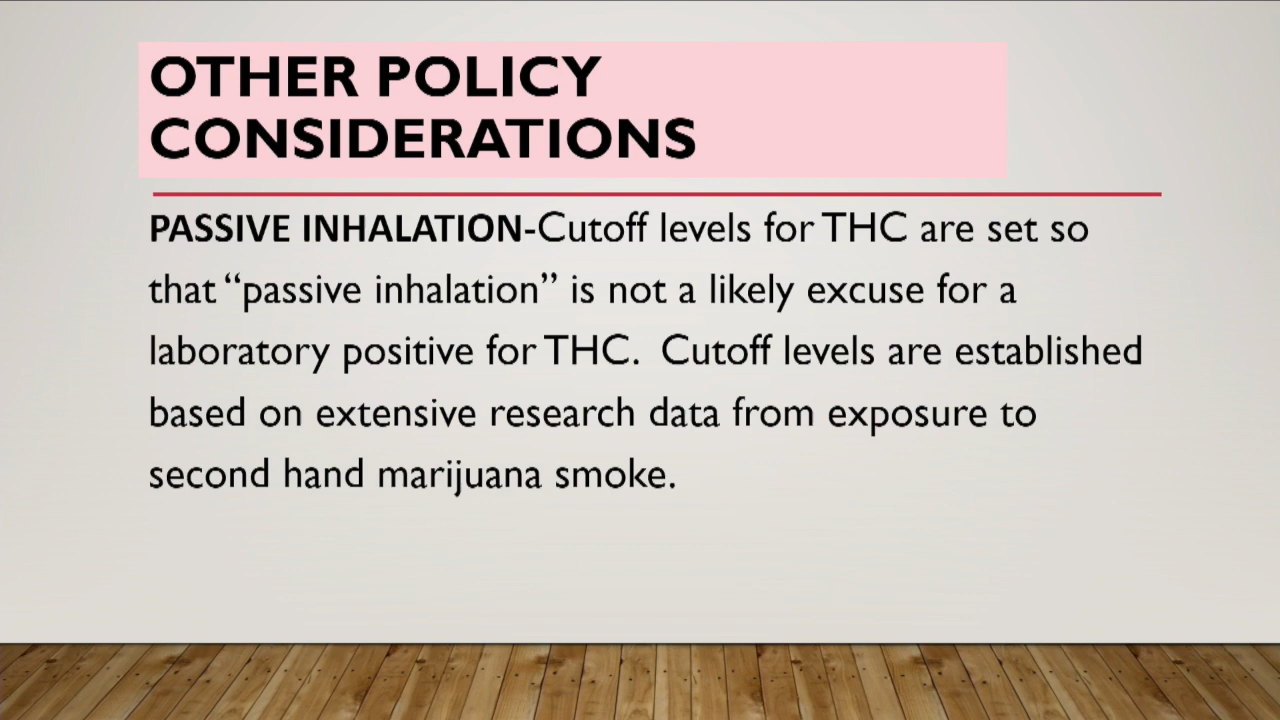 OTHER POLICY
CONSIDERATIONS
PASSIVE INHALATION-Cutoff levels for THC are set so
that “passive inhalation” is not a likely excuse for a
laboratory positive for THC.  Cutoff levels are established
based on extensive research data from exposure to
second hand marijuana smoke.